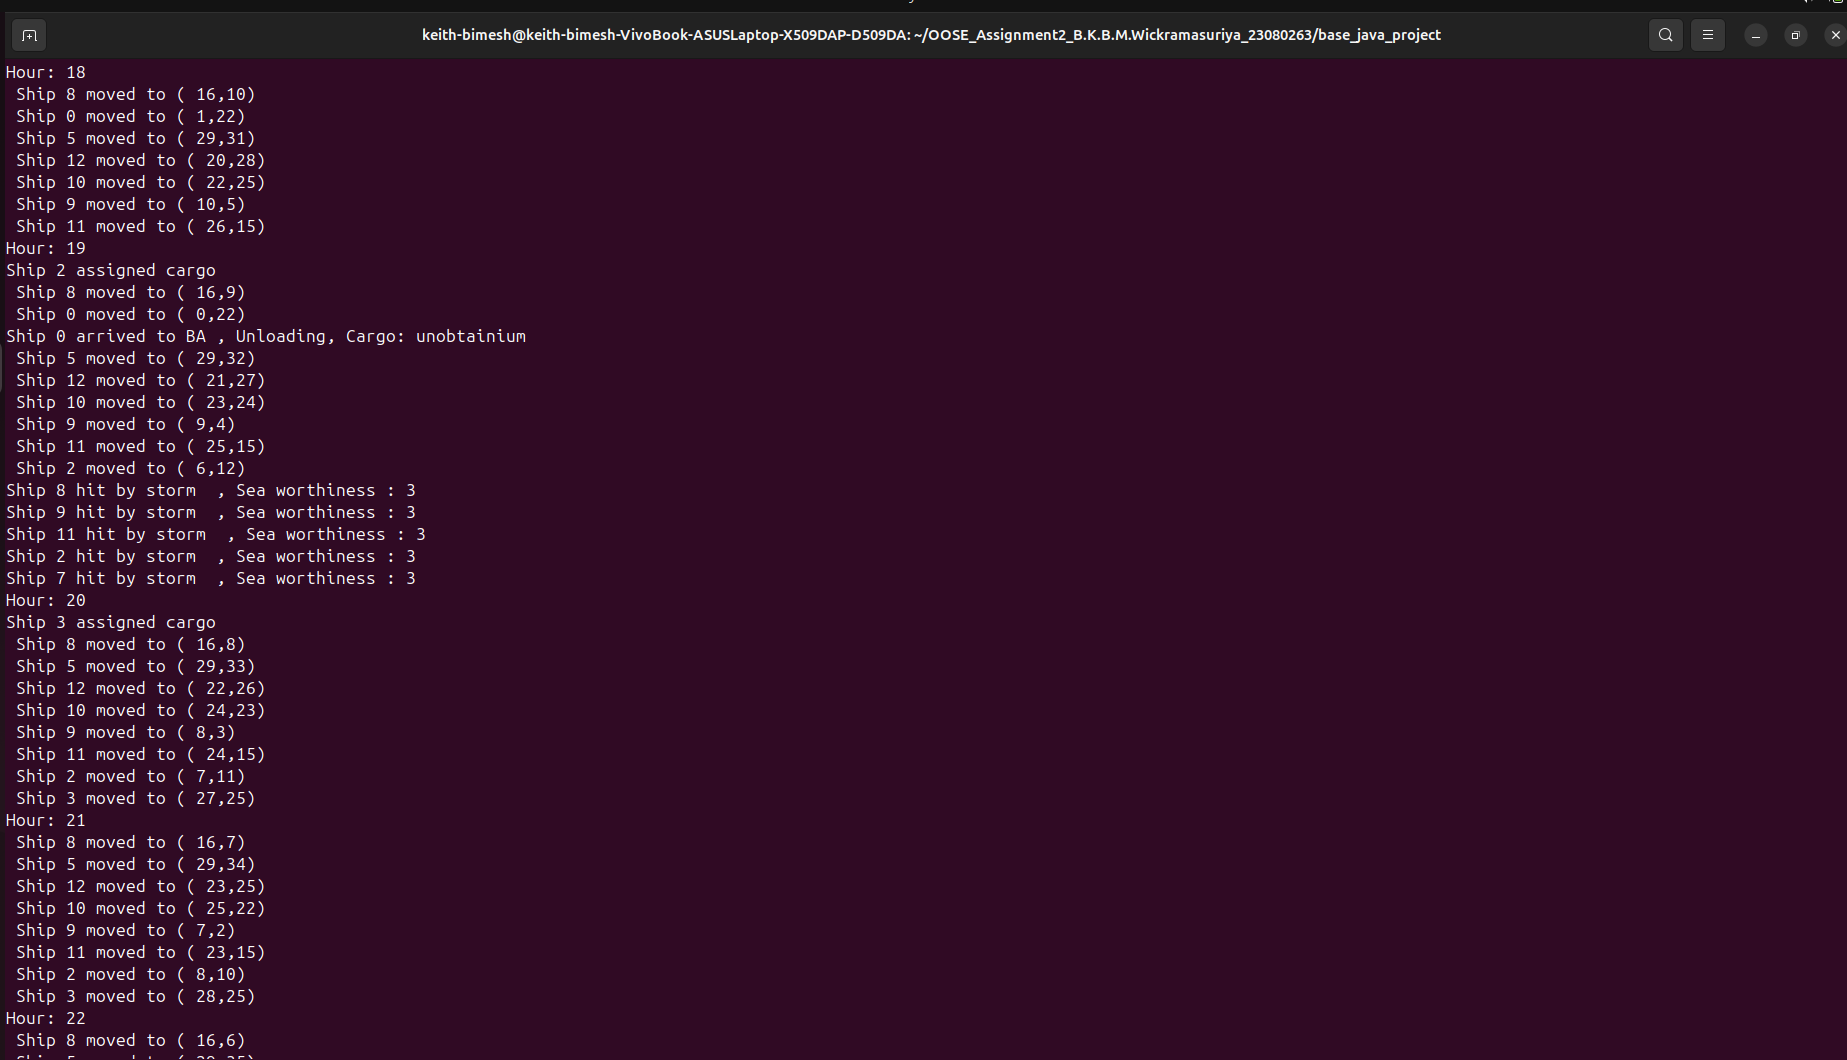 keith-bimesh@keith-bimesh-VivoBook-ASUSLaptop-X509DAP-D509DA: ~/OOSE_Assignment2_B.K.B.M.Wickramasuriya_23080263/base_java_project
Hour: 18
 Ship 8 moved to ( 16,10)
 Ship 0 moved to ( 1,22)
 Ship 5 moved to ( 29,31)
 Ship 12 moved to ( 20,28)
 Ship 10 moved to ( 22,25)
 Ship 9 moved to ( 10,5)
 Ship 11 moved to ( 26,15)
Hour: 19
Ship 2 assigned cargo
 Ship 8 moved to ( 16,9)
 Ship 0 moved to ( 0,22)
Ship 0 arrived to BA , Unloading, Cargo: unobtainium
 Ship 5 moved to ( 29,32)
 Ship 12 moved to ( 21,27)
 Ship 10 moved to ( 23,24)
 Ship 9 moved to ( 9,4)
 Ship 11 moved to ( 25,15)
 Ship 2 moved to ( 6,12)
Ship 8 hit by storm  , Sea worthiness : 3
Ship 9 hit by storm  , Sea worthiness : 3
Ship 11 hit by storm  , Sea worthiness : 3
Ship 2 hit by storm  , Sea worthiness : 3
Ship 7 hit by storm  , Sea worthiness : 3
Hour: 20
Ship 3 assigned cargo
 Ship 8 moved to ( 16,8)
 Ship 5 moved to ( 29,33)
 Ship 12 moved to ( 22,26)
 Ship 10 moved to ( 24,23)
 Ship 9 moved to ( 8,3)
 Ship 11 moved to ( 24,15)
 Ship 2 moved to ( 7,11)
 Ship 3 moved to ( 27,25)
Hour: 21
 Ship 8 moved to ( 16,7)
 Ship 5 moved to ( 29,34)
 Ship 12 moved to ( 23,25)
 Ship 10 moved to ( 25,22)
 Ship 9 moved to ( 7,2)
 Ship 11 moved to ( 23,15)
 Ship 2 moved to ( 8,10)
 Ship 3 moved to ( 28,25)
Hour: 22
 Ship 8 moved to ( 16,6)